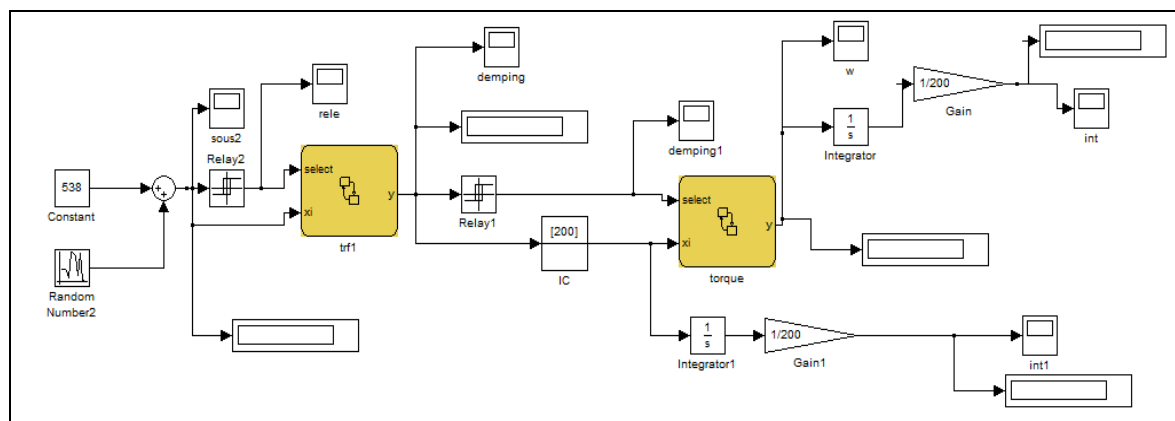 demping
w
1/200
Gain
int
rele
sous2
demping1
1
s
Integrator
Relay2
538
Constant
+
+
select
xi
y
trf1
Relay1
[200]
IC
select
xi
y
torque
Random
Number2
1
s
Integrator1
1/200
Gain1
int1